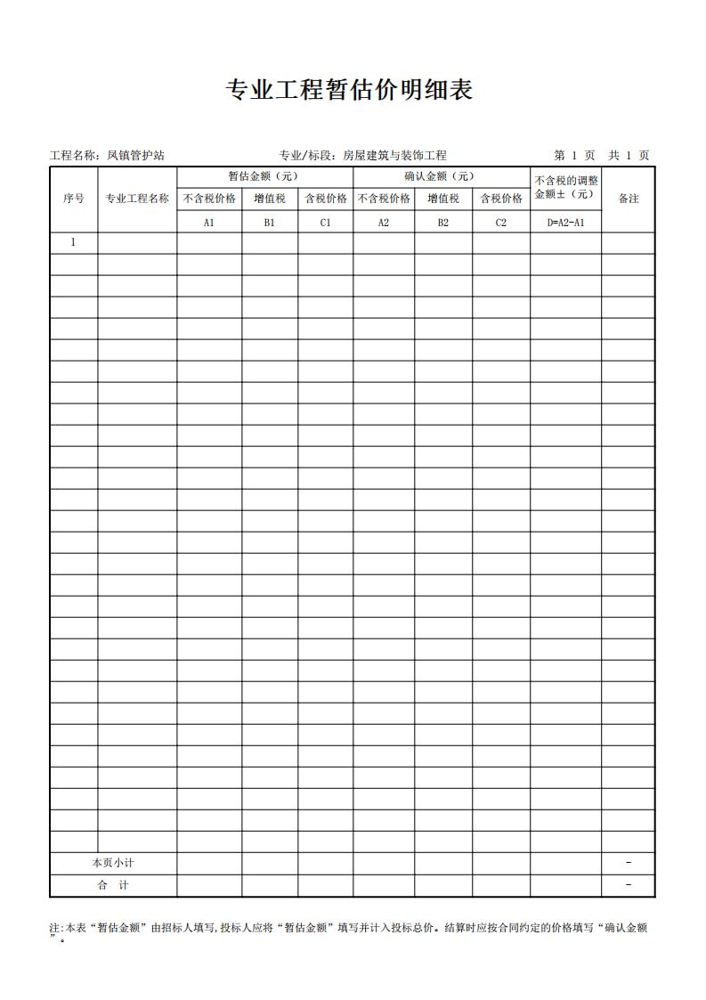 专业工程暂估价明细表
工程名称：凤镇管护站 专业/标段：房屋建筑与装饰工程 第 1 页 共 1 页
序号 专业工程名称 暂估金额（元） 确认金额（元） 不含税的调整金额±（元） 备注
不含税价格 增值税 含税价格 不含税价格 增值税 含税价格
A1 B1 C1 A2 B2 C2 D=A2-A1
1
本页小计 -
合 计 -
注:本表“暂估金额”由招标人填写,投标人应将“暂估金额”填写并计入投标总价。结算时应按合同约定的价格填写“确认金额
”。